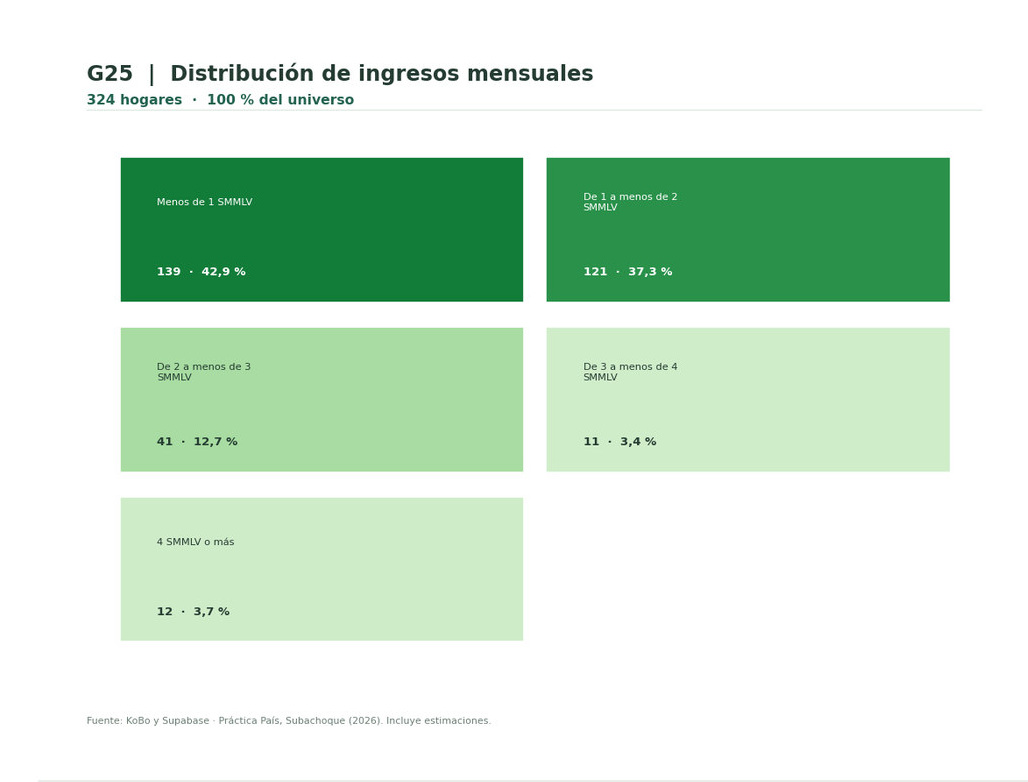 G25 | Distribución de ingresos mensuales
324 hogares · 100 % del universo
Menos de 1 SMMLV
139 · 42,9 %
De 1 a menos de 2
SMMLV
121 · 37,3 %
De 2 a menos de 3
SMMLV
41 · 12,7 %
De 3 a menos de 4
SMMLV
11 · 3,4 %
4 SMMLV o más
12 · 3,7 %
Fuente: KoBo y Supabase · Práctica País, Subachoque (2026). Incluye estimaciones.